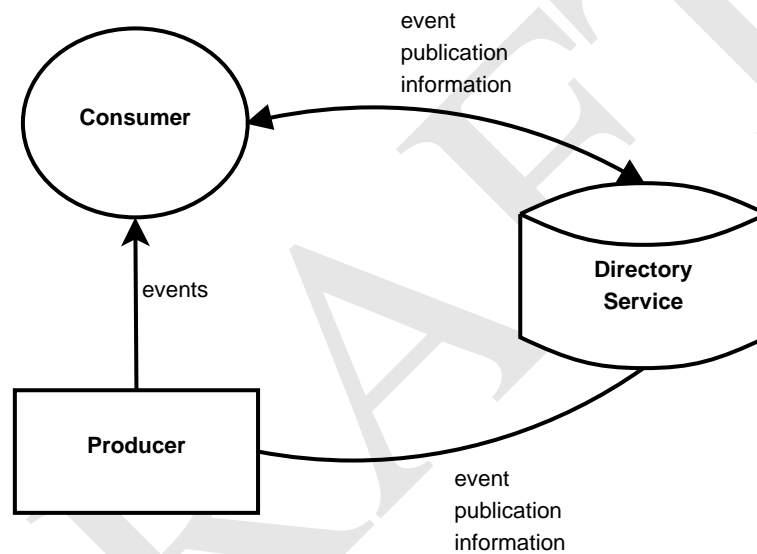 event
publication
information
Consumer
Directory
Service
events
Producer
event
publication
information